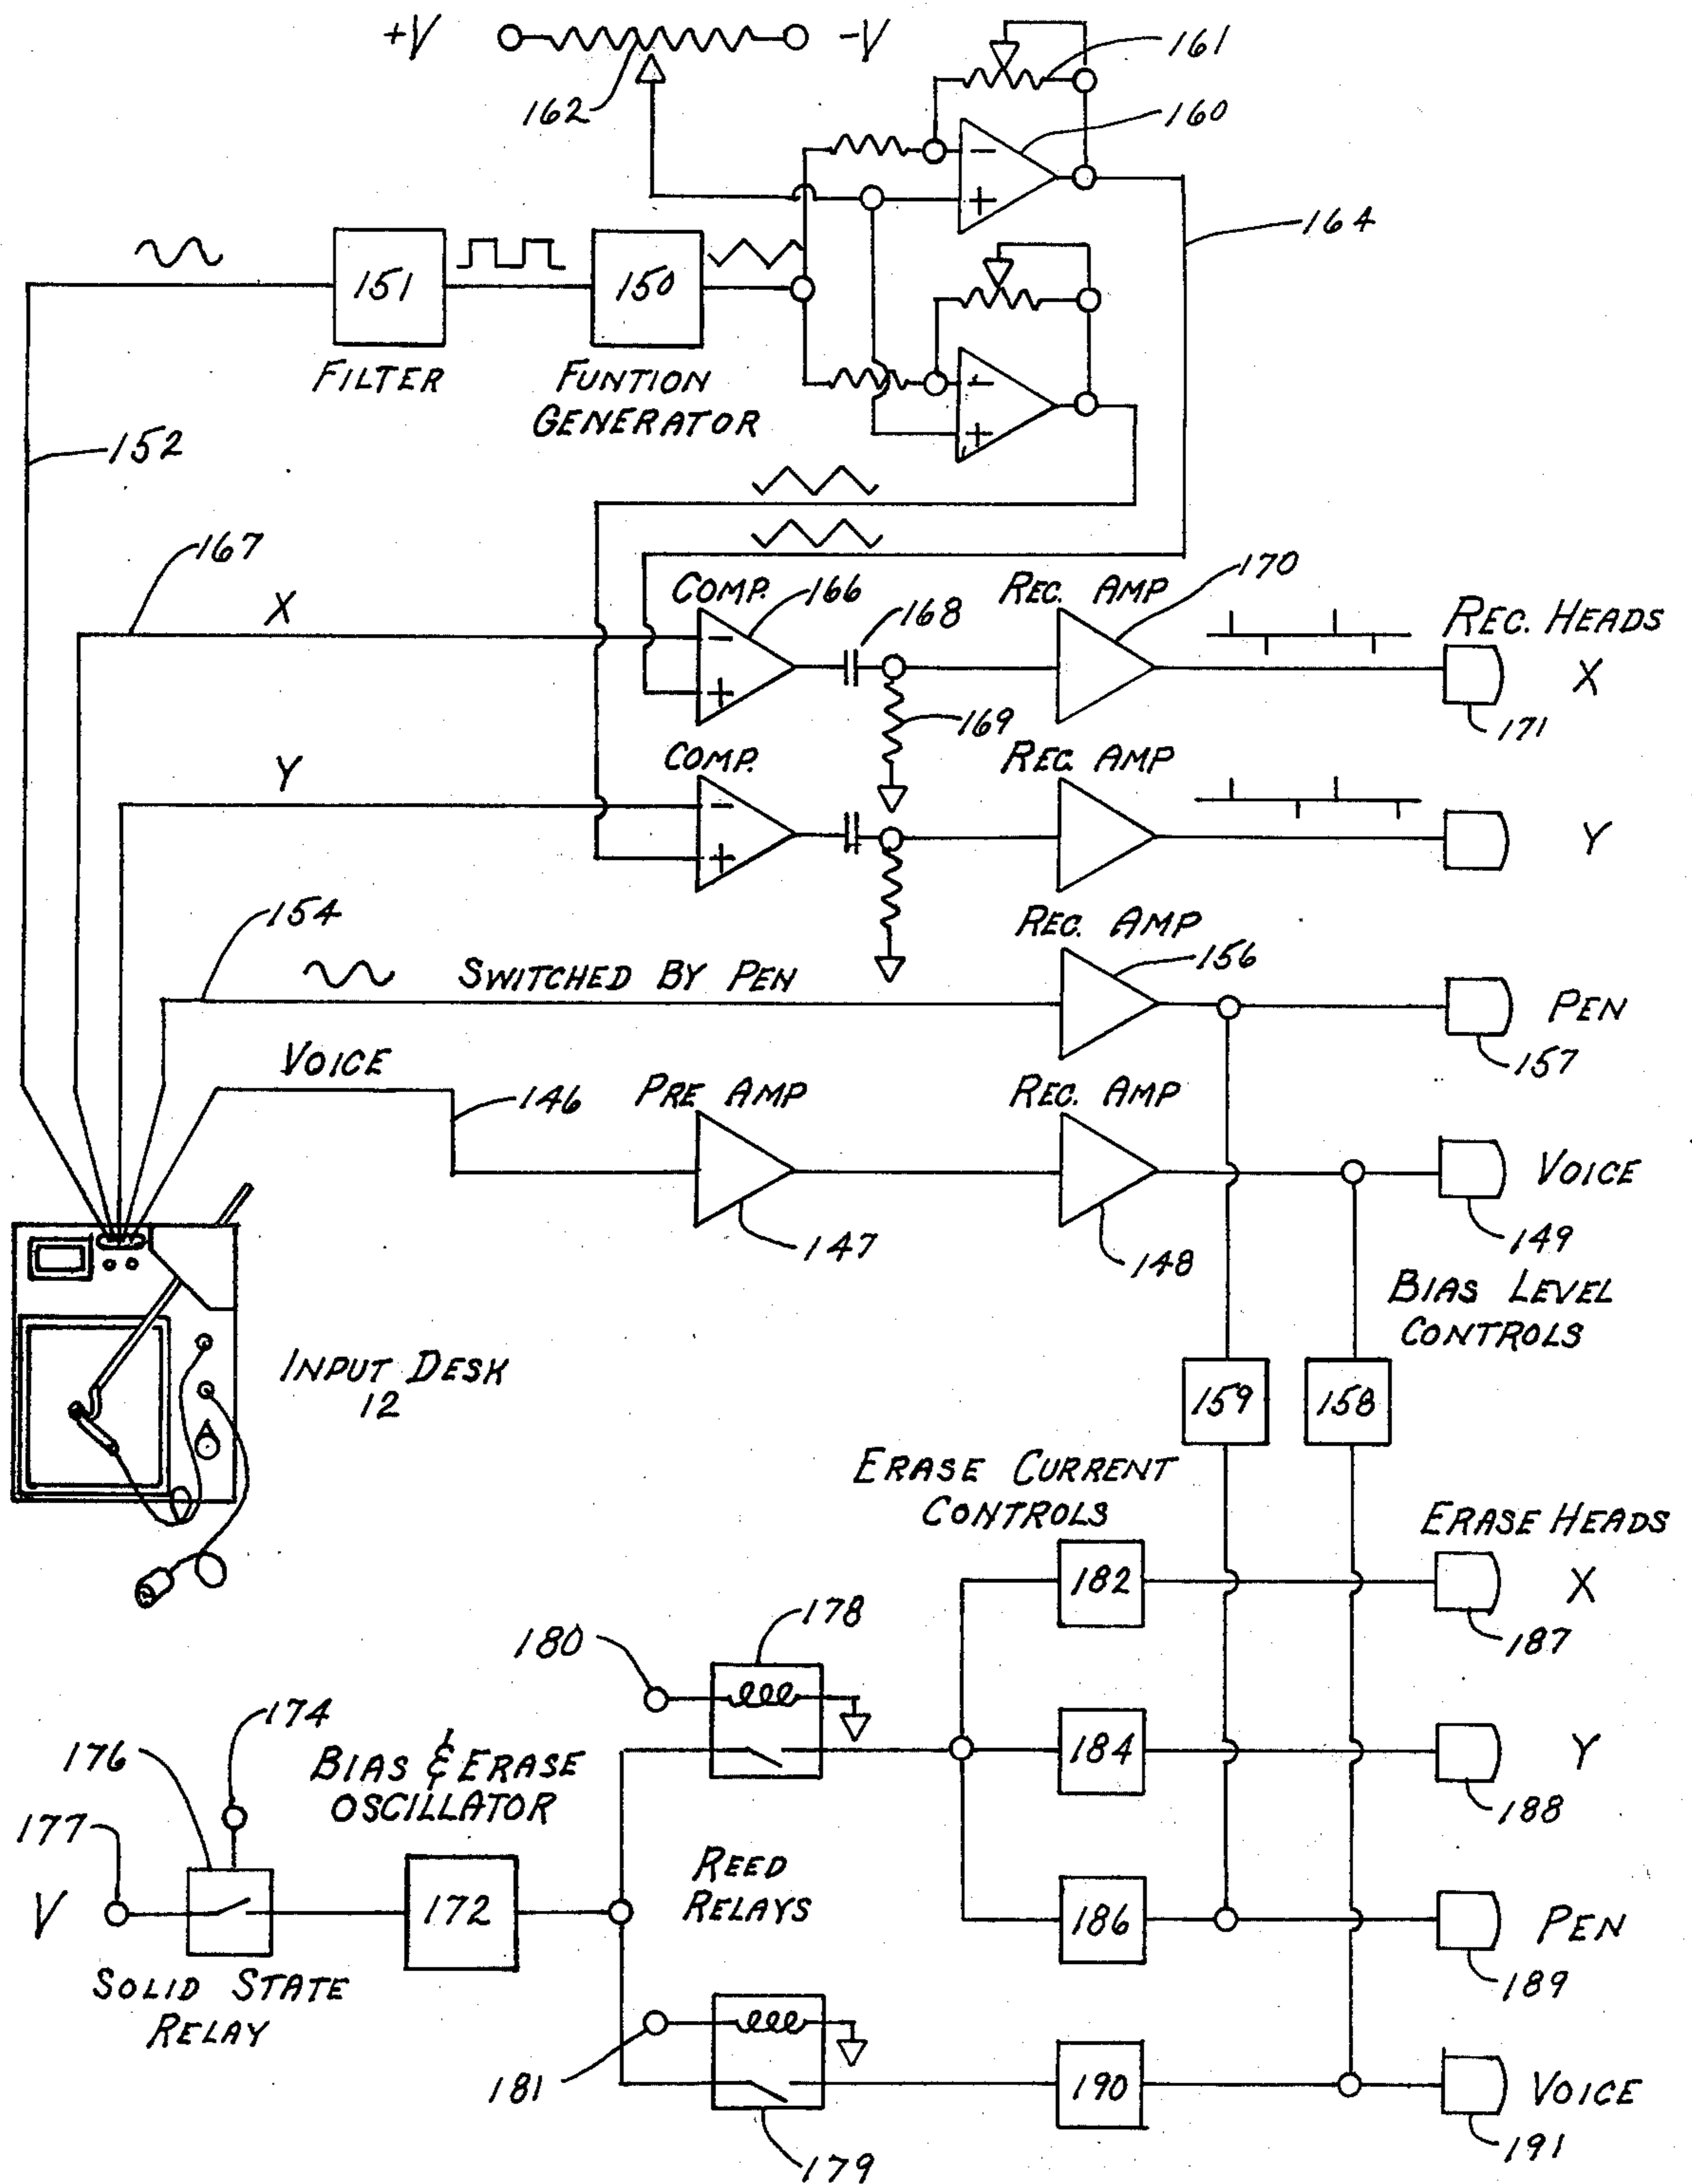 +V
-V
161
162
160
164
151
150
FILTER
FUNTION
GENERATOR
152
167
X
COMP.
166
168
REC. AMP
170
REC. HEADS
X
171
169
Y
COMP.
REC. AMP
Y
154
SWITCHED BY PEN
REC. AMP
156
PEN
157
VOICE
146
PRE AMP
REC. AMP
VOICE
147
148
149
BIAS LEVEL
CONTROLS
INPUT DESK
12
159
158
ERASE CURRENT
CONTROLS
ERASE HEADS
182
X
187
178
180
184
Y
188
174
176
BIAS & ERASE
OSCILLATOR
177
V
172
REED
RELAYS
186
PEN
189
SOLID STATE
RELAY
181
190
VOICE
191
179